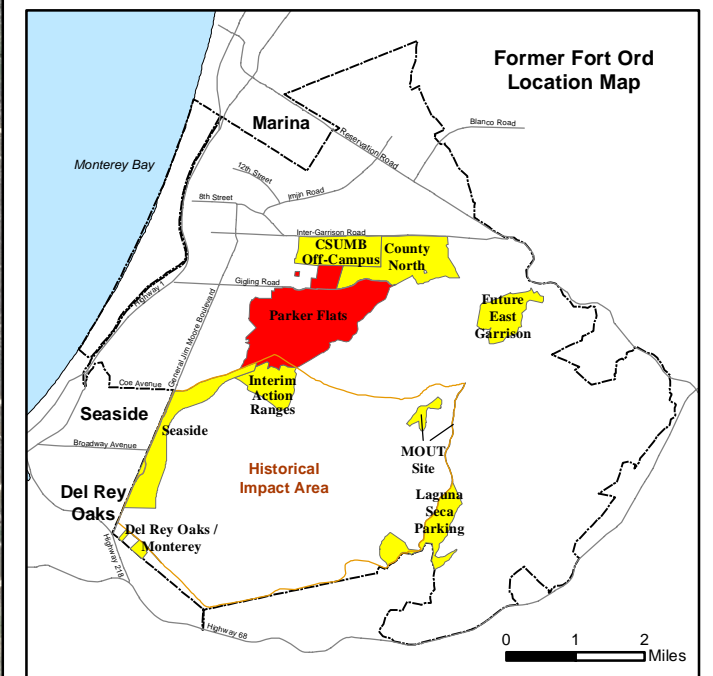 Former Fort Ord
Location Map
Marina
Blanco Road
Reservation Road
Monterey Bay
12th Street
Imjin Road
8th Street
Inter-Garrison Road
CSUMB
Off-Campus
County
North
Gigling Road
Highway 1
General Jim Moore Boulevard
Parker Flats
Future
East
Garrison
Coe Avenue
Interim
Action
Ranges
Seaside
Seaside
Broadway Avenue
MOUT
Site
Historical
Impact Area
Del Rey
Oaks
Laguna
Seca
Parking
Del Rey Oaks /
Monterey
Highway 218
Highway 68
0 1 2
Miles